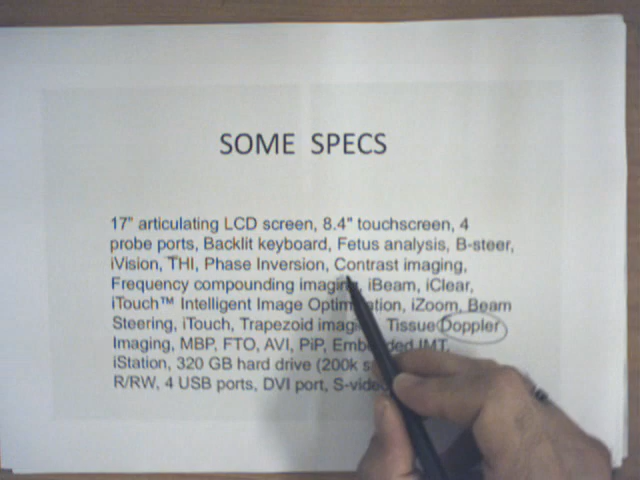 SOME SPECS
17" articulating LCD screen, 8.4" touchscreen, 4
probe ports, Backlit keyboard, Fetus analysis, B-steer,
iVision, THI, Phase Inversion, Contrast imaging,
Frequency compounding imaging, iBeam, iClear,
iTouch™ Intelligent Image Optimization, iZoom, Beam
Steering, iTouch, Trapezoid imaging, Tissue Doppler
Imaging, MBP, FTO, AVI, PiP, Embedded IMT,
iStation, 320 GB hard drive (200k
R/RW, 4 USB ports, DVI port, S-video